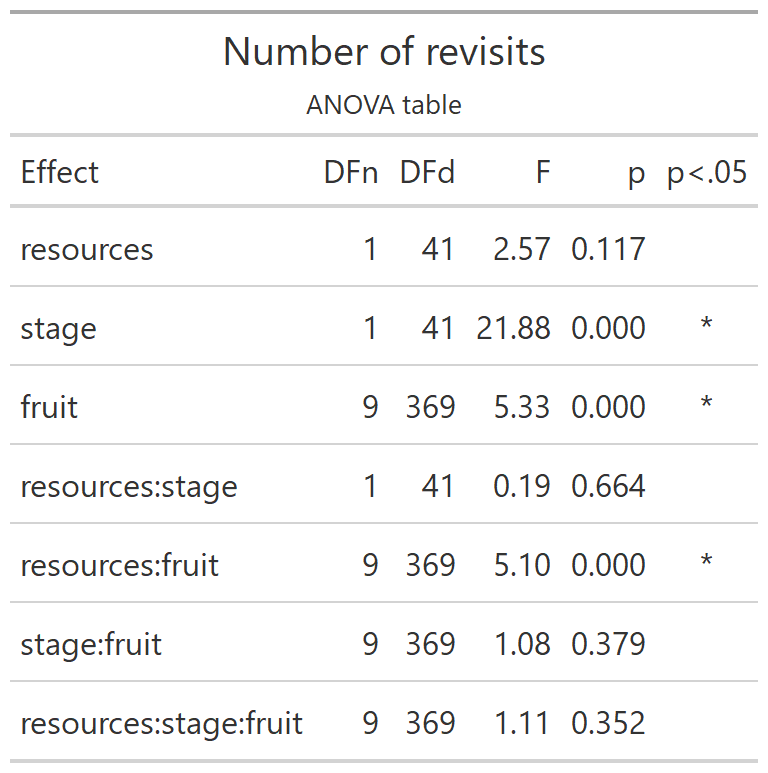 Number of revisits
ANOVA table
Effect DFn DFd F p p<.05
resources 1 41 2.57 0.117
stage 1 41 21.88 0.000 *
fruit 9 369 5.33 0.000 *
resources:stage 1 41 0.19 0.664
resources:fruit 9 369 5.10 0.000 *
stage:fruit 9 369 1.08 0.379
resources:stage:fruit 9 369 1.11 0.352